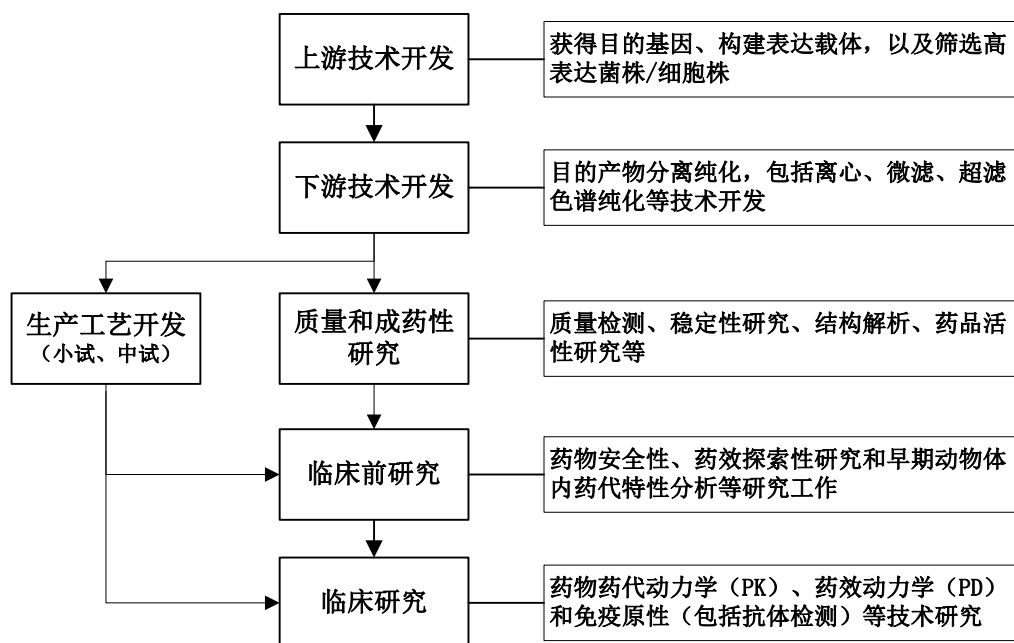 上游技术开发
获得目的基因、构建表达载体，以及筛选高
表达菌株/细胞株
下游技术开发
目的产物分离纯化，包括离心、微滤、超滤
色谱纯化等技术开发
生产工艺开发
（小试、中试）
质量和成药性
研究
质量检测、稳定性研究、结构解析、药品活
性研究等
临床前研究
药物安全性、药效探索性研究和早期动物体
内药代特性分析等研究工作
临床研究
药物药代动力学（PK）、药效动力学（PD）
和免疫原性（包括抗体检测）等技术研究